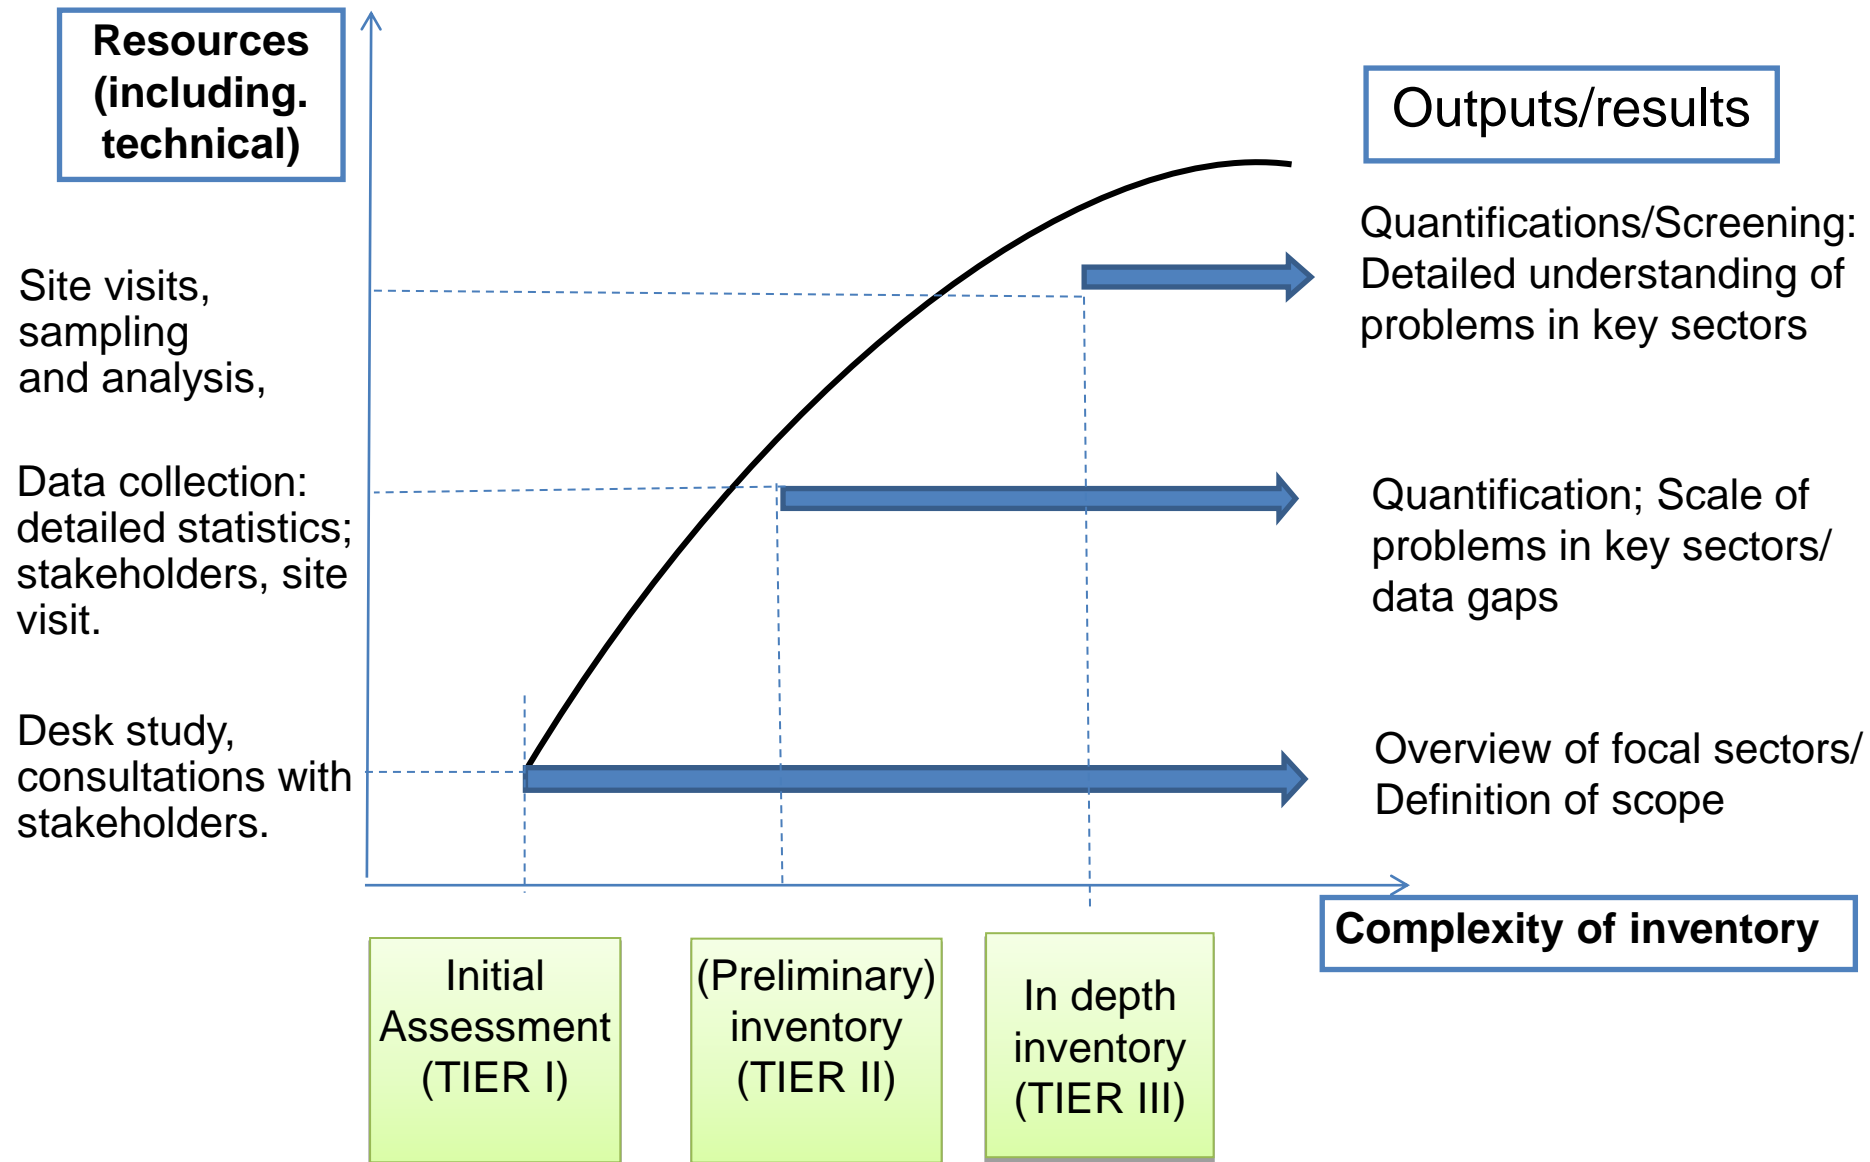 Resources
(including.
technical)
Outputs/results
Site visits,
sampling
and analysis,
Quantifications/Screening:
Detailed understanding of
problems in key sectors
Data collection:
detailed statistics;
stakeholders, site
visit.
Quantification; Scale of
problems in key sectors/
data gaps
Desk study,
consultations with
stakeholders.
Overview of focal sectors/
Definition of scope
Complexity of inventory
Initial
Assessment
(TIER I)
(Preliminary)
inventory
(TIER II)
In depth
inventory
(TIER III)